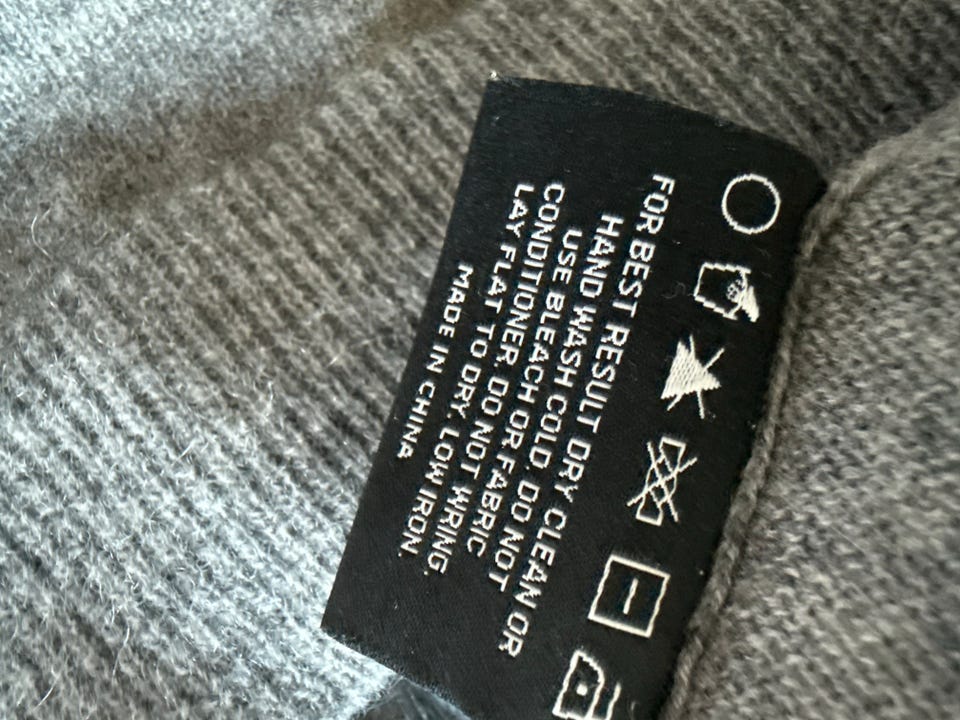 FOR BEST RESULT DRY CLEAN OR
HAND WASH COLD. DO NOT
USE BLEACH OR FABRIC
CONDITIONER. DO NOT WRING.
LAY FLAT TO DRY. LOW IRON.
MADE IN CHINA